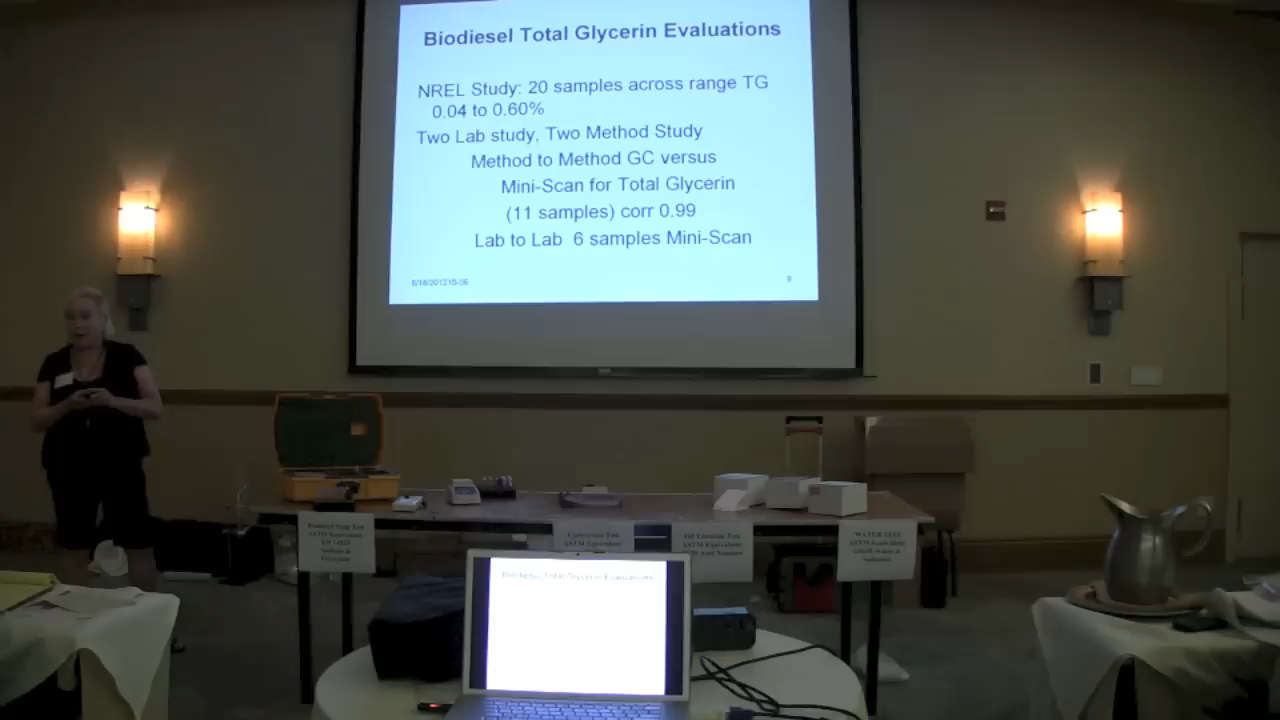 Biodiesel Total Glycerin Evaluations
NREL Study: 20 samples across range TG
0.04 to 0.60%
Two Lab study, Two Method Study
Method to Method GC versus
Mini-Scan for Total Glycerin
(11 samples) corr 0.99
Lab to Lab 6 samples Mini-Scan
9
Biodiesel Total Glycerin Evaluations
WATER TEST